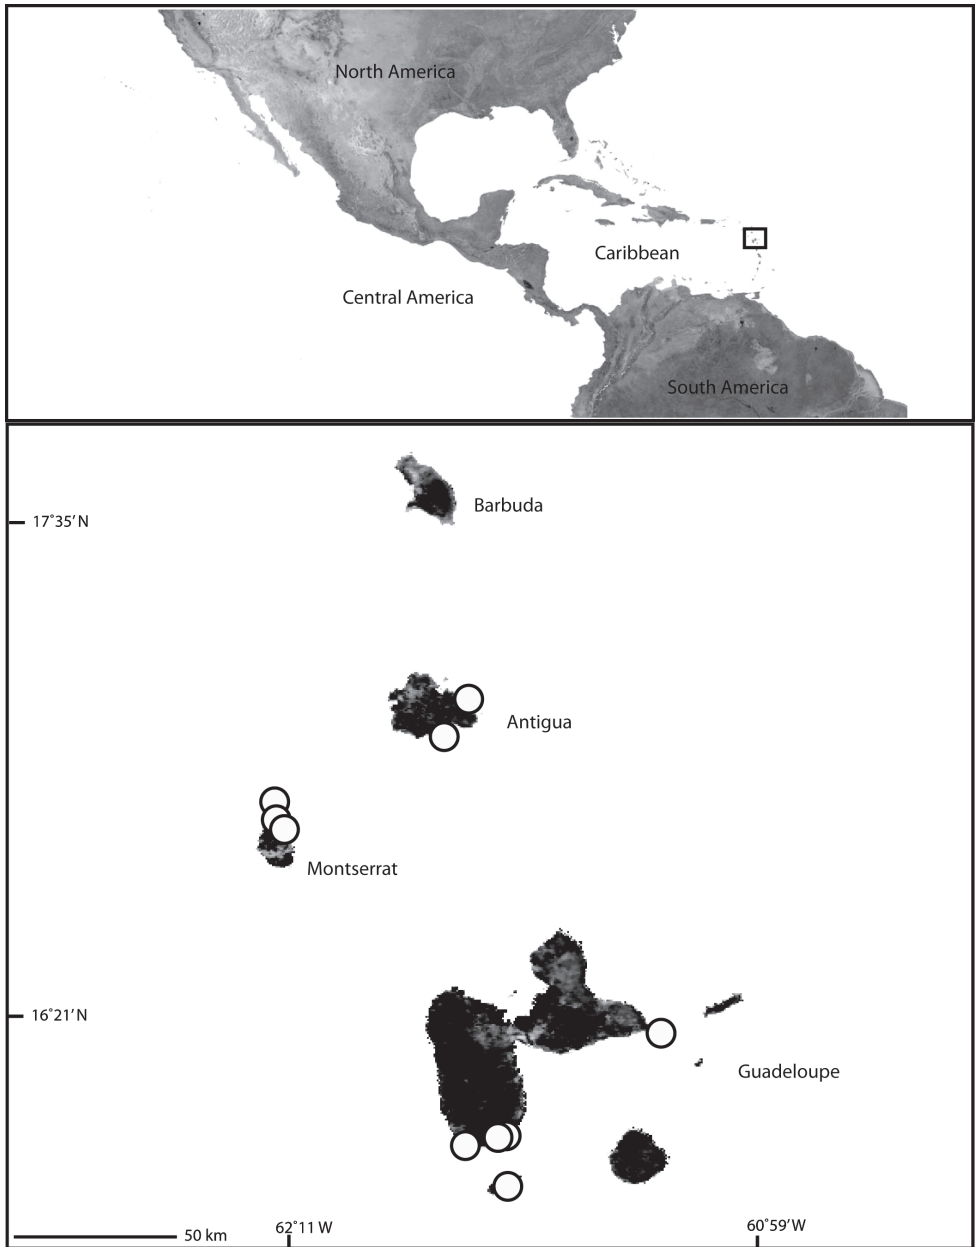 North America
Caribbean
Central America
South America
Barbuda
17˚35’ N
Antigua
Montserrat
16˚21’ N
Guadeloupe
62˚11 W
60˚59’ W
50 km